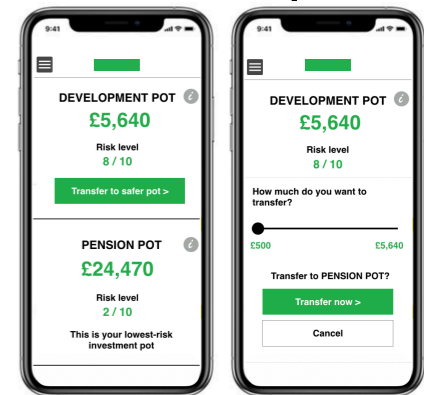 9:41
DEVELOPMENT POT i
£5,640
Risk level
8 / 10
Transfer to safer pot >
PENSION POT i
£24,470
Risk level
2 / 10
This is your lowest-risk
investment pot
9:41
DEVELOPMENT POT i
£5,640
Risk level
8 / 10
How much do you want to
transfer?
£500 £5,640
Transfer to PENSION POT?
Transfer now >
Cancel